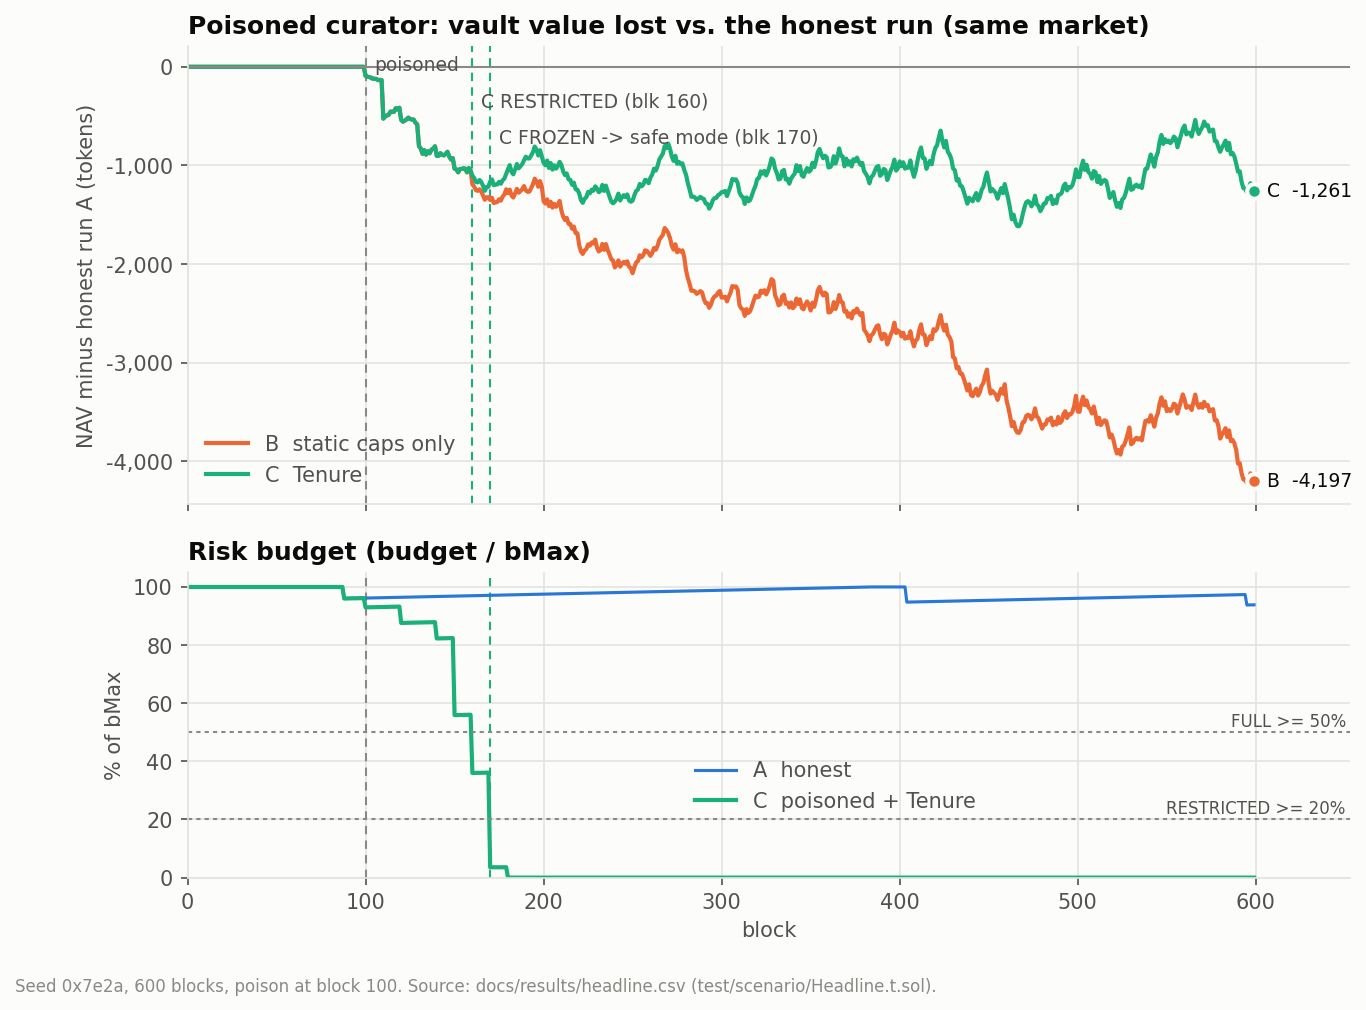 Poisoned curator: vault value lost vs. the honest run (same market)
NAV minus honest run A (tokens)
0
-1,000
-2,000
-3,000
-4,000
poisoned
C RESTRICTED (blk 160)
C FROZEN -> safe mode (blk 170)
C -1,261
B static caps only
C Tenure
B -4,197
Risk budget (budget / bMax)
% of bMax
100
80
60
40
20
0
FULL >= 50%
A honest
C poisoned + Tenure
RESTRICTED >= 20%
0 100 200 300 400 500 600
block
Seed 0x7e2a, 600 blocks, poison at block 100. Source: docs/results/headline.csv (test/scenario/Headline.t.sol).